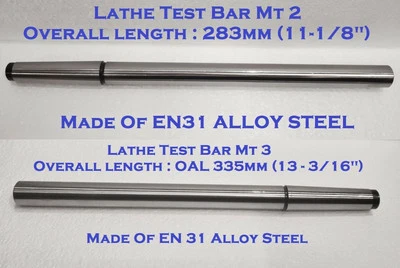 Lathe Test Bar Mt 2
Overall length : 283mm (11-1/8")
Made Of EN31 ALLOY STEEL
Lathe Test Bar Mt 3
Overall length : OAL 335mm (13 - 3/16")
Made Of EN 31 Alloy Steel